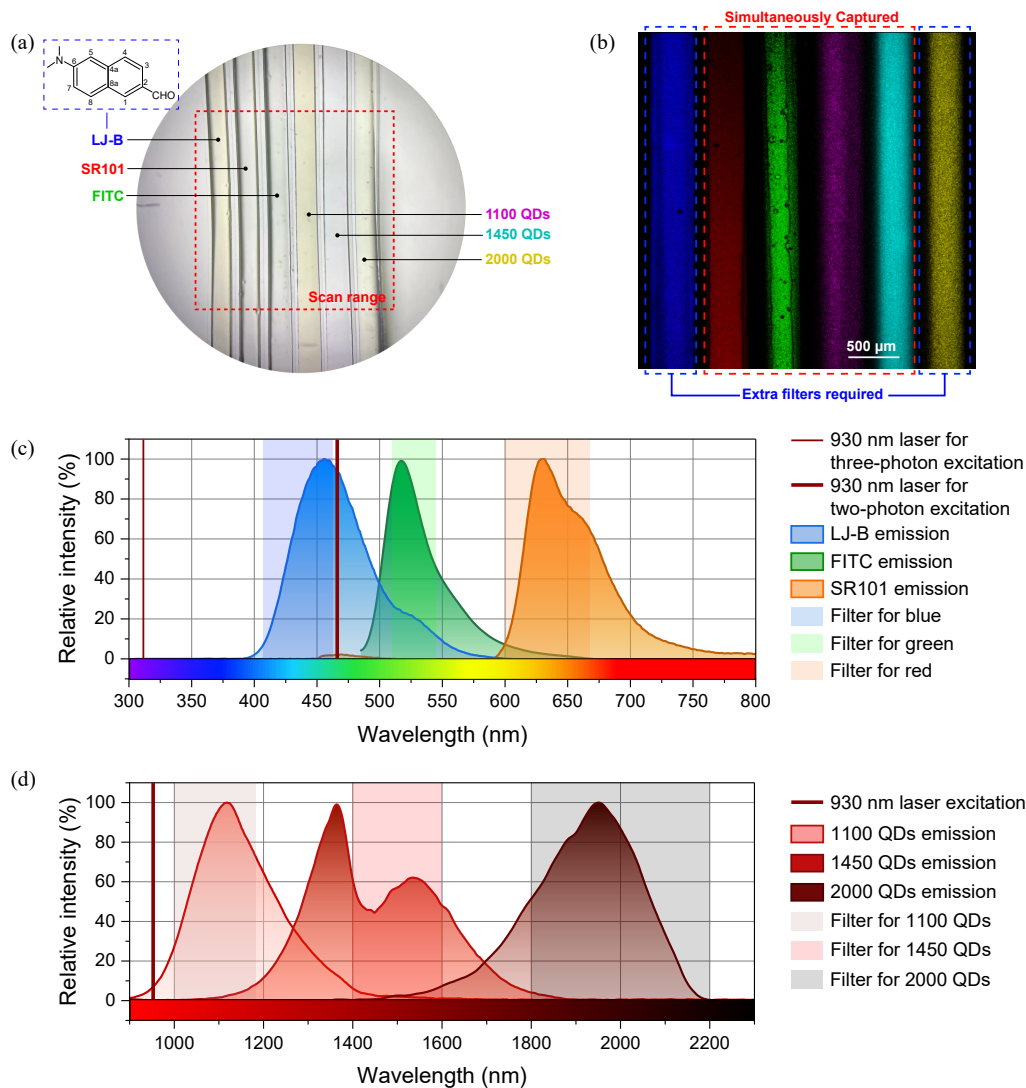 (a)
N
6
5
4a
4
3
7
8a
2
8
1
CHO
LJ-B
SR101
FITC
1100 QDs
1450 QDs
2000 QDs
Scan range
(b)
Simultaneously Captured
500 µm
Extra filters required
(c)
Relative intensity (%)
100
80
60
40
20
0
300
350
400
450
500
550
600
650
700
750
800
Wavelength (nm)
930 nm laser for
three-photon excitation
930 nm laser for
two-photon excitation
LJ-B emission
FITC emission
SR101 emission
Filter for blue
Filter for green
Filter for red
(d)
Relative intensity (%)
100
80
60
40
20
0
1000
1200
1400
1600
1800
2000
2200
Wavelength (nm)
930 nm laser excitation
1100 QDs emission
1450 QDs emission
2000 QDs emission
Filter for 1100 QDs
Filter for 1450 QDs
Filter for 2000 QDs